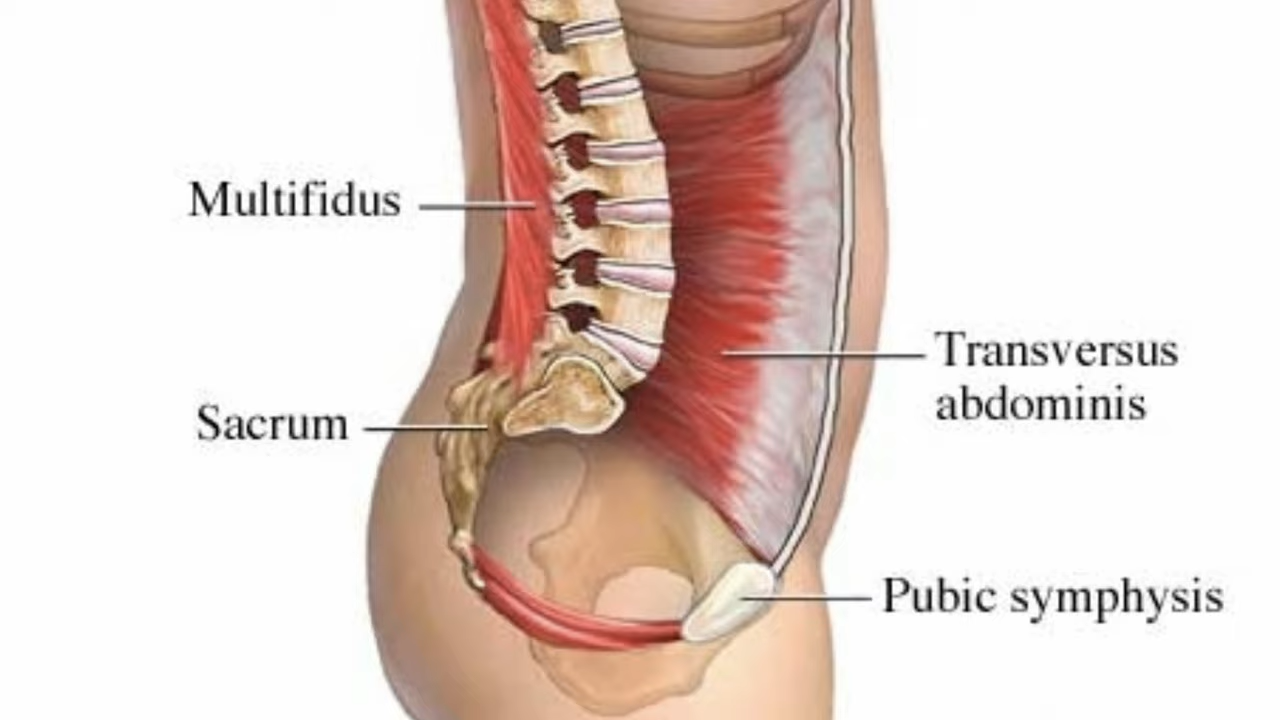 Multifidus
Transversus
abdominis
Sacrum
Pubic symphysis